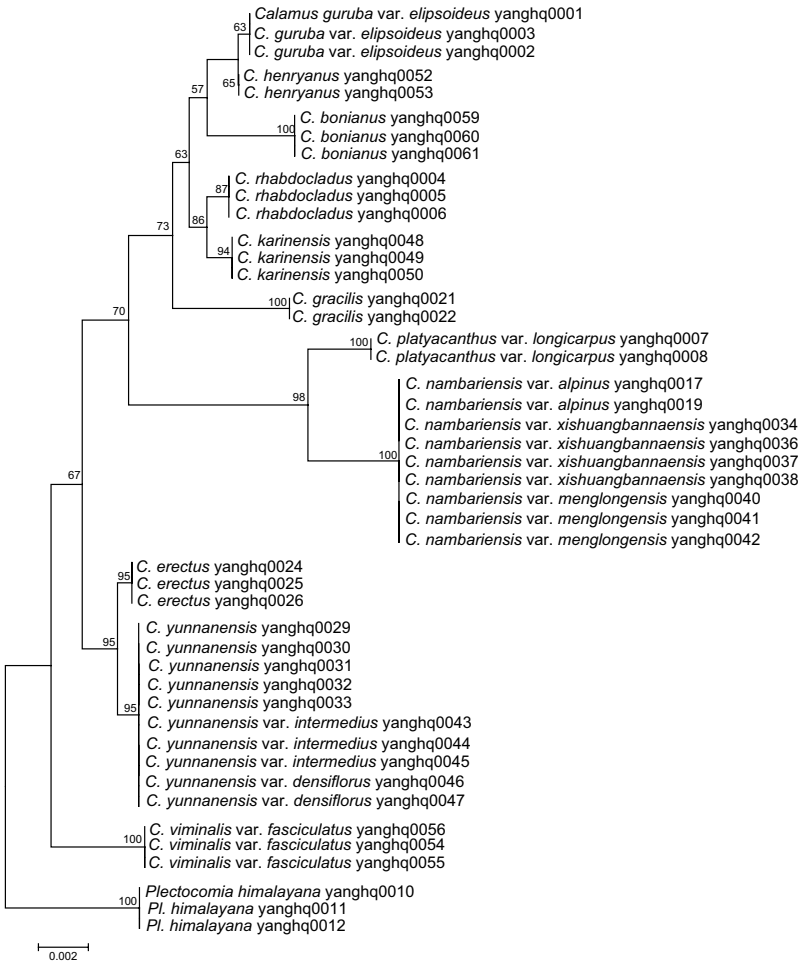 63 Calamus guruba var. elipsoideus yanghq0001
C. guruba var. elipsoideus yanghq0003
C. guruba var. elipsoideus yanghq0002
65 C. henryanus yanghq0052
C. henryanus yanghq0053
57
100 C. bonianus yanghq0059
C. bonianus yanghq0060
C. bonianus yanghq0061
63
87 C. rhabdocladus yanghq0004
C. rhabdocladus yanghq0005
C. rhabdocladus yanghq0006
86
94 C. karinensis yanghq0048
C. karinensis yanghq0049
C. karinensis yanghq0050
73
100 C. gracilis yanghq0021
C. gracilis yanghq0022
70
100 C. platyacanthus var. longicarpus yanghq0007
C. platyacanthus var. longicarpus yanghq0008
98
C. nambariensis var. alpinus yanghq0017
C. nambariensis var. alpinus yanghq0019
C. nambariensis var. xishuangbannaensis yanghq0034
C. nambariensis var. xishuangbannaensis yanghq0036
100 C. nambariensis var. xishuangbannaensis yanghq0037
C. nambariensis var. xishuangbannaensis yanghq0038
C. nambariensis var. menglongensis yanghq0040
C. nambariensis var. menglongensis yanghq0041
C. nambariensis var. menglongensis yanghq0042
67
95 C. erectus yanghq0024
C. erectus yanghq0025
C. erectus yanghq0026
95
C. yunnanensis yanghq0029
C. yunnanensis yanghq0030
C. yunnanensis yanghq0031
C. yunnanensis yanghq0032
C. yunnanensis yanghq0033
95 C. yunnanensis var. intermedius yanghq0043
C. yunnanensis var. intermedius yanghq0044
C. yunnanensis var. intermedius yanghq0045
C. yunnanensis var. densiflorus yanghq0046
C. yunnanensis var. densiflorus yanghq0047
100 C. viminalis var. fasciculatus yanghq0056
C. viminalis var. fasciculatus yanghq0054
C. viminalis var. fasciculatus yanghq0055
100 Plectocomia himalayana yanghq0010
Pl. himalayana yanghq0011
Pl. himalayana yanghq0012
0.002